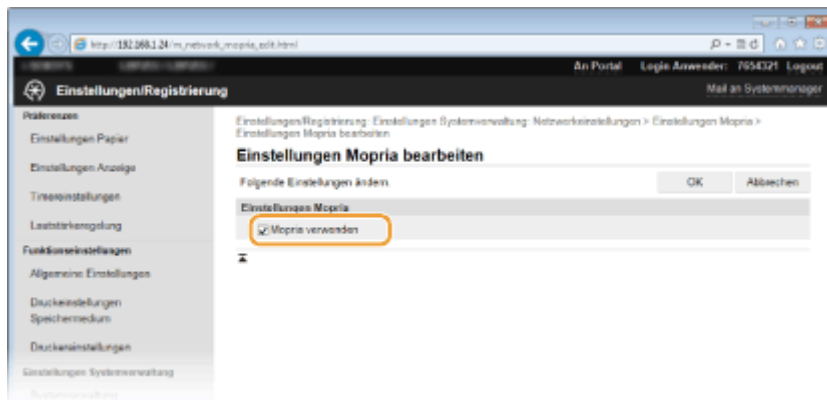 http://192.168.1.24/m_network_mopria_edit.html
An Portal Login Anwender: 7654321 Logout
Einstellungen/Registrierung
Mail an Systemmanager
Präferenzen
Einstellungen Papier
Einstellungen Anzeige
Timereinstellungen
Lautstärkeregelung
Funktionseinstellungen
Allgemeine Einstellungen
Druckeinstellungen
Speichermedium
Druckereinstellungen
Einstellungen Systemverwaltung
Einstellungen/Registrierung: Einstellungen Systemverwaltung: Netzwerkeinstellungen > Einstellungen Mopria >
Einstellungen Mopria bearbeiten
Einstellungen Mopria bearbeiten
Folgende Einstellungen ändern.
OK Abbrechen
Einstellungen Mopria
Mopria verwenden